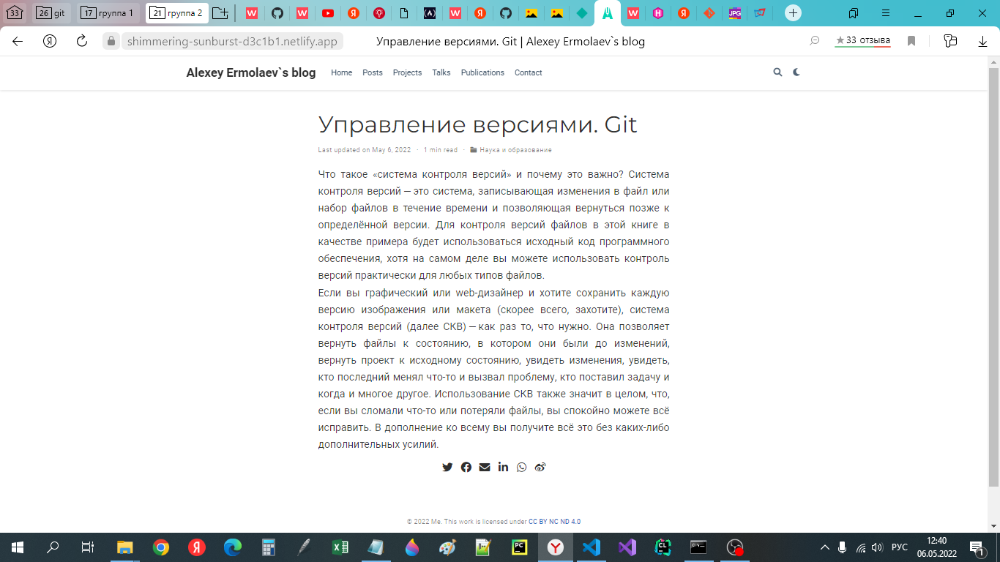 33 26 git 17 группа 1 21 группа 2
shimmering-sunburst-d3c1b1.netlify.app Управление версиями. Git | Alexey Ermolaev`s blog ★ 33 отзыва
Alexey Ermolaev`s blog Home Posts Projects Talks Publications Contact
Управление версиями. Git
Last updated on May 6, 2022 · 1 min read · Наука и образование
Что такое «система контроля версий» и почему это важно? Система
контроля версий — это система, записывающая изменения в файл или
набор файлов в течение времени и позволяющая вернуться позже к
определённой версии. Для контроля версий файлов в этой книге в
качестве примера будет использоваться исходный код программного
обеспечения, хотя на самом деле вы можете использовать контроль
версий практически для любых типов файлов.
Если вы графический или web-дизайнер и хотите сохранить каждую
версию изображения или макета (скорее всего, захотите), система
контроля версий (далее СКВ) — как раз то, что нужно. Она позволяет
вернуть файлы к состоянию, в котором они были до изменений,
вернуть проект к исходному состоянию, увидеть изменения, увидеть,
кто последний менял что-то и вызвал проблему, кто поставил задачу и
когда и многое другое. Использование СКВ также значит в целом, что,
если вы сломали что-то или потеряли файлы, вы спокойно можете всё
исправить. В дополнение ко всему вы получите всё это без каких-либо
дополнительных усилий.
© 2022 Me. This work is licensed under CC BY NC ND 4.0
РУС
12:40
06.05.2022
1